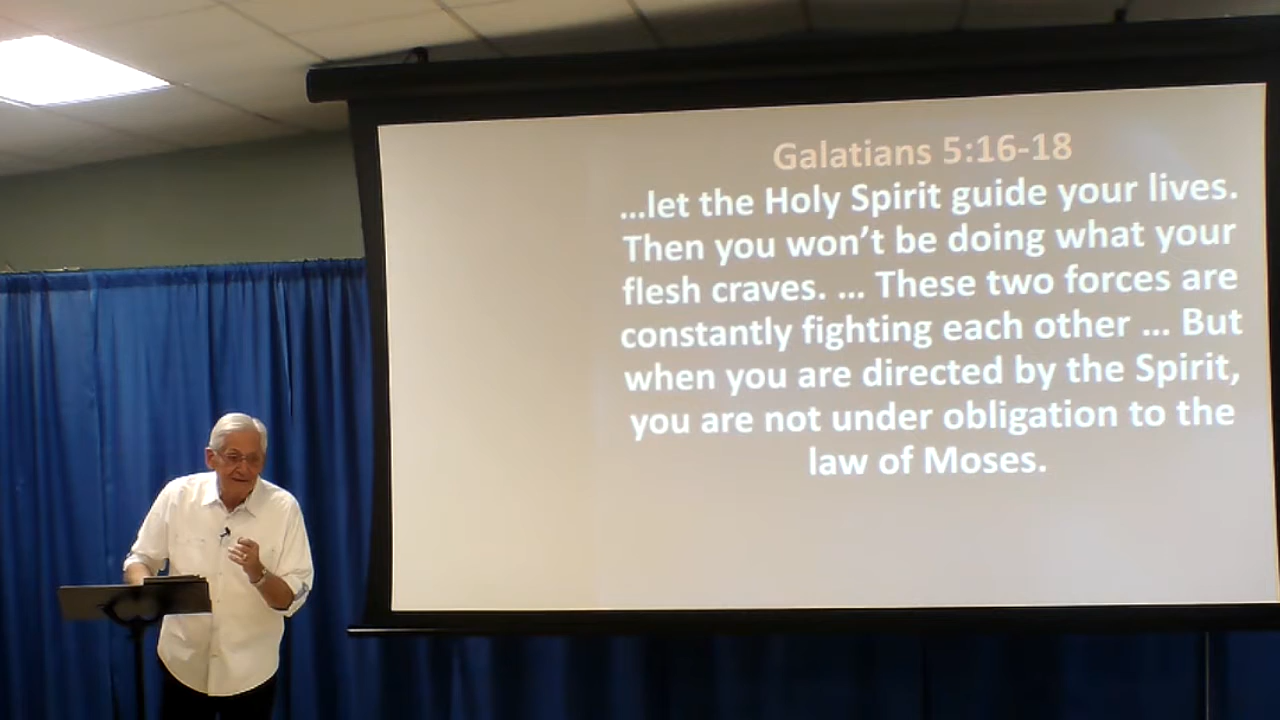 Galatians 5:16-18
…let the Holy Spirit guide your lives.
Then you won’t be doing what your
flesh craves. … These two forces are
constantly fighting each other … But
when you are directed by the Spirit,
you are not under obligation to the
law of Moses.